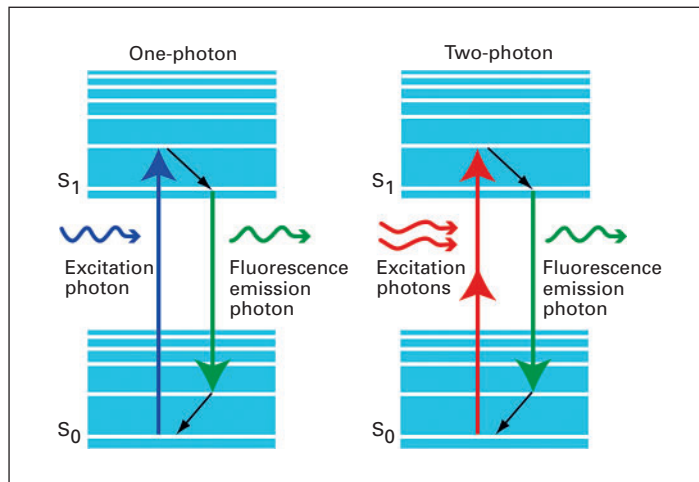 One-photon
S1
Excitation
photon
Fluorescence
emission
photon
S0
Two-photon
S1
Excitation
photons
Fluorescence
emission
photon
S0